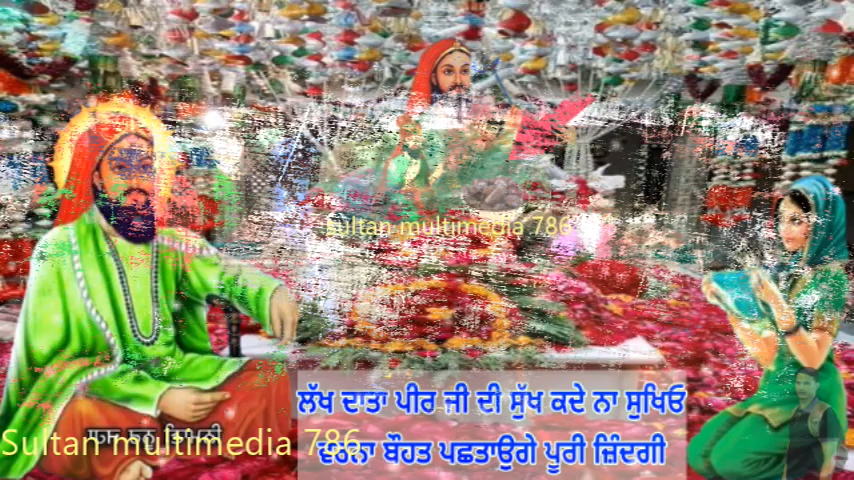 sultan multimedia 786
ਲੱਖ ਦਾਤਾ ਪੀਰ ਜੀ ਦੀ ਸੁੱਖ ਕਦੇ ਨਾ ਸੁਖਿਓ
Sultan multimedia 786
ਵਰਨਾ ਬੌਹਤ ਪਛਤਾਉਗੇ ਪੂਰੀ ਜ਼ਿੰਦਗੀ